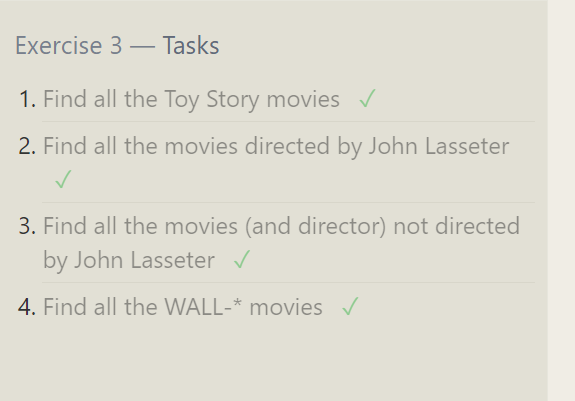 Exercise 3 — Tasks
1. Find all the Toy Story movies ✓
2. Find all the movies directed by John Lasseter
✓
3. Find all the movies (and director) not directed
by John Lasseter ✓
4. Find all the WALL-* movies ✓